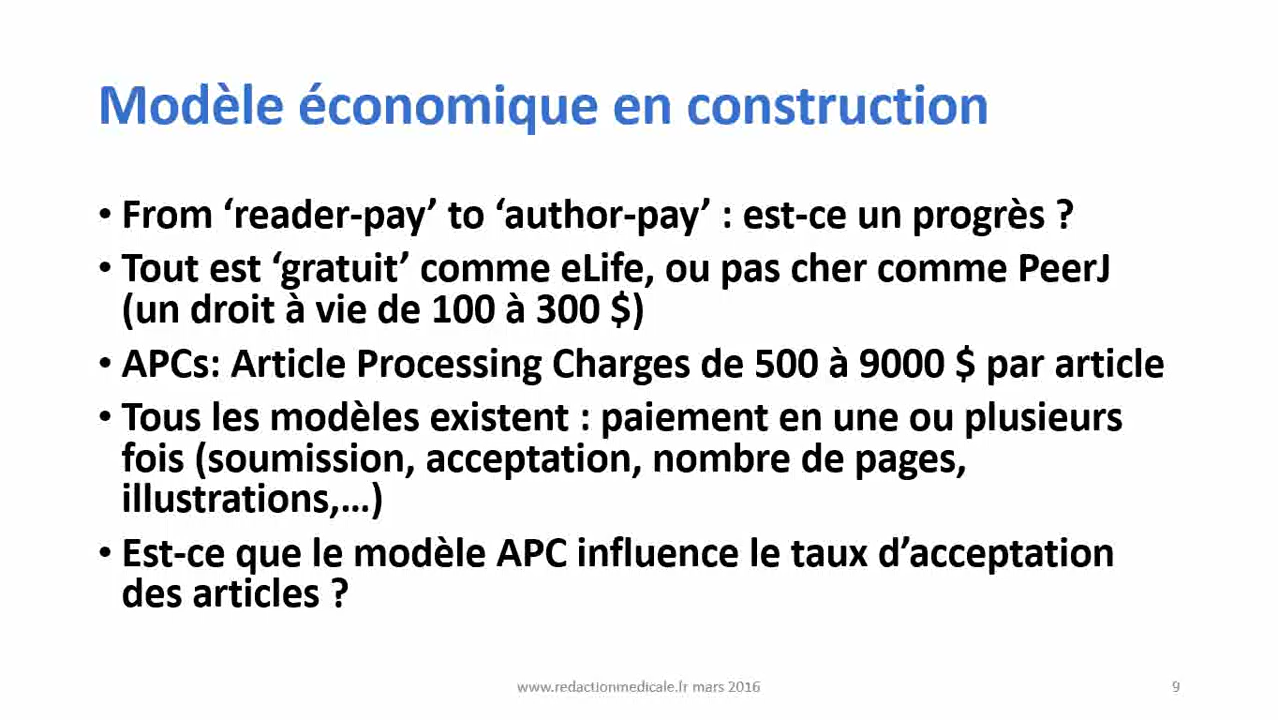 Modèle économique en construction
• From ‘reader-pay’ to ‘author-pay’ : est-ce un progrès ?
• Tout est ‘gratuit’ comme eLife, ou pas cher comme PeerJ
(un droit à vie de 100 à 300 $)
• APCs: Article Processing Charges de 500 à 9000 $ par article
• Tous les modèles existent : paiement en une ou plusieurs
fois (soumission, acceptation, nombre de pages,
illustrations,…)
• Est-ce que le modèle APC influence le taux d’acceptation
des articles ?
www.redactionmedicale.fr mars 2016
9